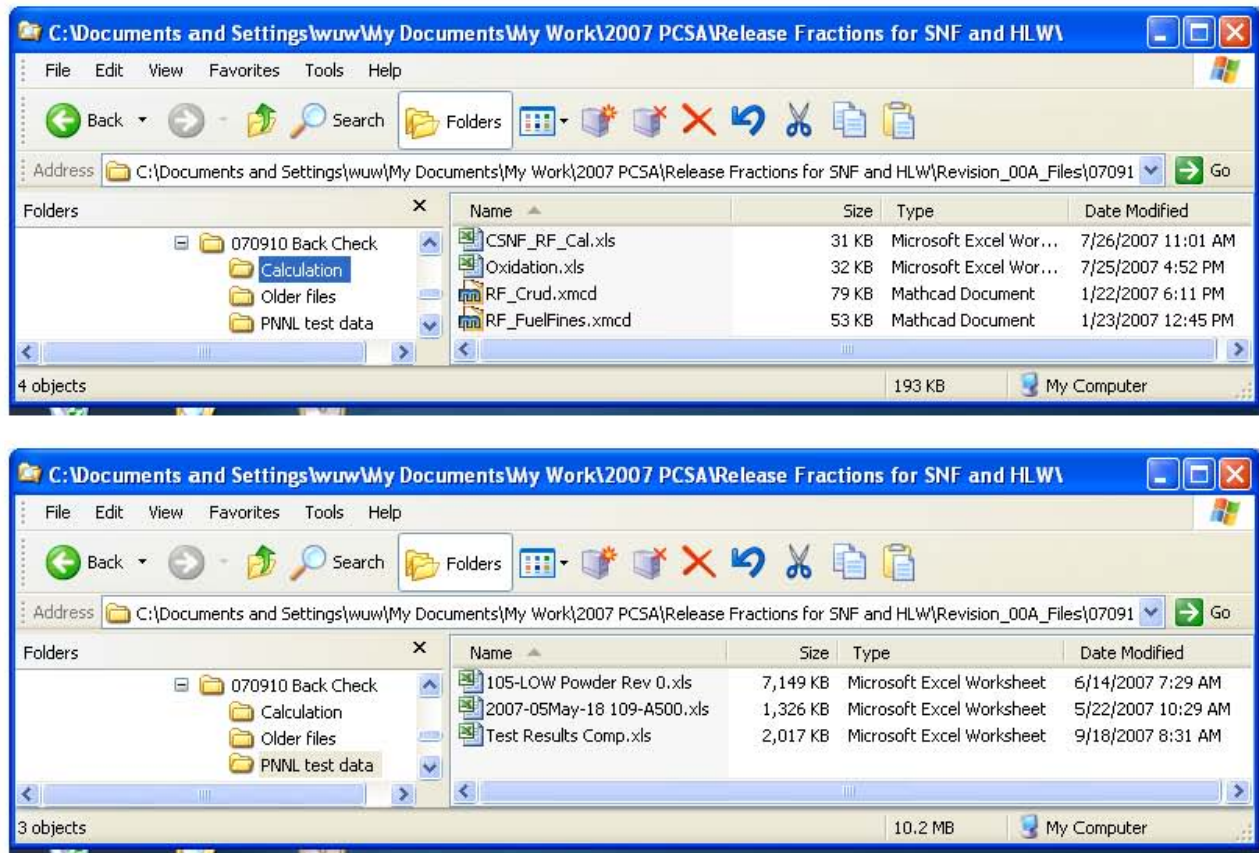 C:\Documents and Settings\wuw\My Documents\My Work\2007 PCSA\Release Fractions for SNF and HLW\
File Edit View Favorites Tools Help
Back Search Folders
Address C:\Documents and Settings\wuw\My Documents\My Work\2007 PCSA\Release Fractions for SNF and HLW\Revision_00A_Files\07091 Go
Folders x Name Size Type Date Modified
070910 Back Check CSNF_RF_Cal.xls 31 KB Microsoft Excel Wor... 7/26/2007 11:01 AM
Calculation Oxidation.xls 32 KB Microsoft Excel Wor... 7/25/2007 4:52 PM
Older files RF_Crud.xmcd 79 KB Mathcad Document 1/22/2007 6:11 PM
PNNL test data RF_FuelFines.xmcd 53 KB Mathcad Document 1/23/2007 12:45 PM
4 objects 193 KB My Computer
C:\Documents and Settings\wuw\My Documents\My Work\2007 PCSA\Release Fractions for SNF and HLW\
File Edit View Favorites Tools Help
Back Search Folders
Address C:\Documents and Settings\wuw\My Documents\My Work\2007 PCSA\Release Fractions for SNF and HLW\Revision_00A_Files\07091 Go
Folders x Name Size Type Date Modified
070910 Back Check 105-LOW Powder Rev 0.xls 7,149 KB Microsoft Excel Worksheet 6/14/2007 7:29 AM
Calculation 2007-05May-18 109-A500.xls 1,326 KB Microsoft Excel Worksheet 5/22/2007 10:29 AM
Older files Test Results Comp.xls 2,017 KB Microsoft Excel Worksheet 9/18/2007 8:31 AM
PNNL test data
3 objects 10.2 MB My Computer